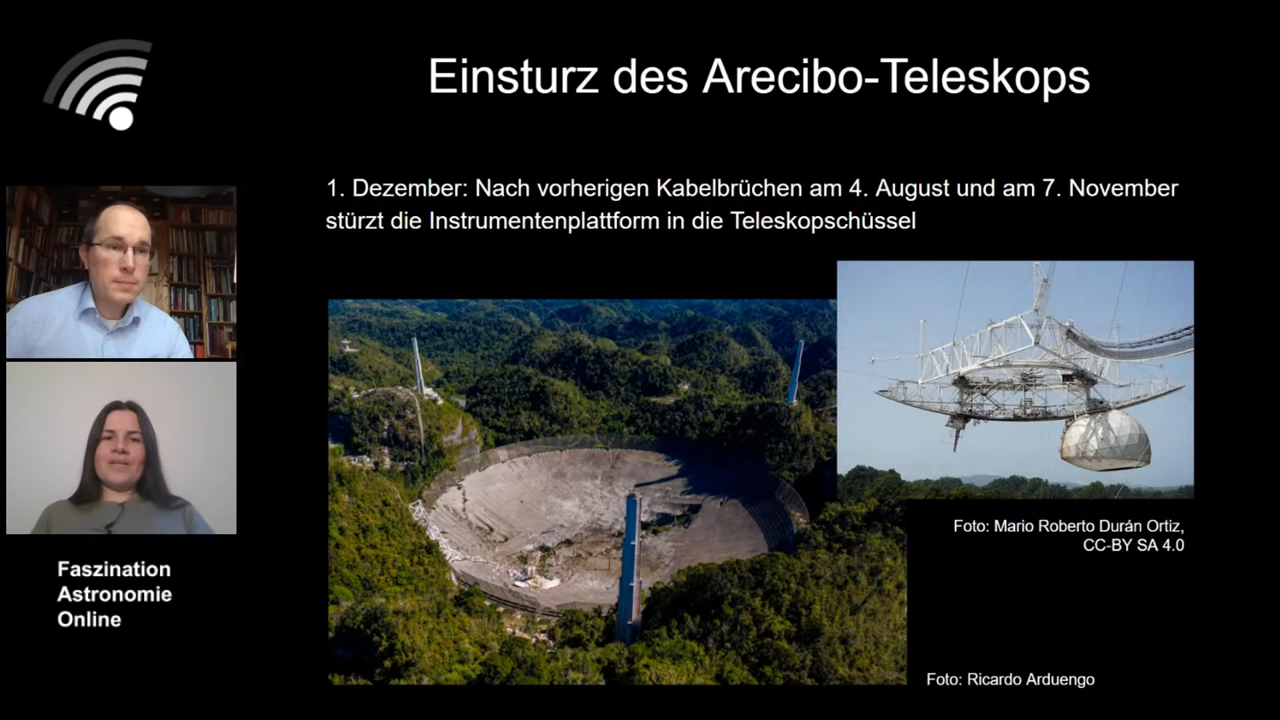 Einsturz des Arecibo-Teleskops
1. Dezember: Nach vorherigen Kabelbrüchen am 4. August und am 7. November
stürzt die Instrumentenplattform in die Teleskopschüssel
Foto: Mario Roberto Durán Ortiz,
CC-BY SA 4.0
Faszination
Astronomie
Online
Foto: Ricardo Arduengo